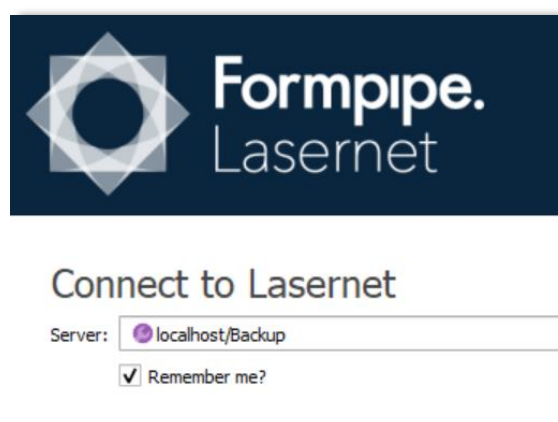 Formpipe.
Lasernet
Connect to Lasernet
Server: localhost/Backup
Remember me?